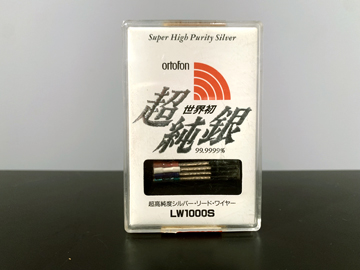 Super High Purity Silver
ortofon
超
世界初
純銀
99.9999%
超高純度シルバー・リード・ワイヤー
LW1000S